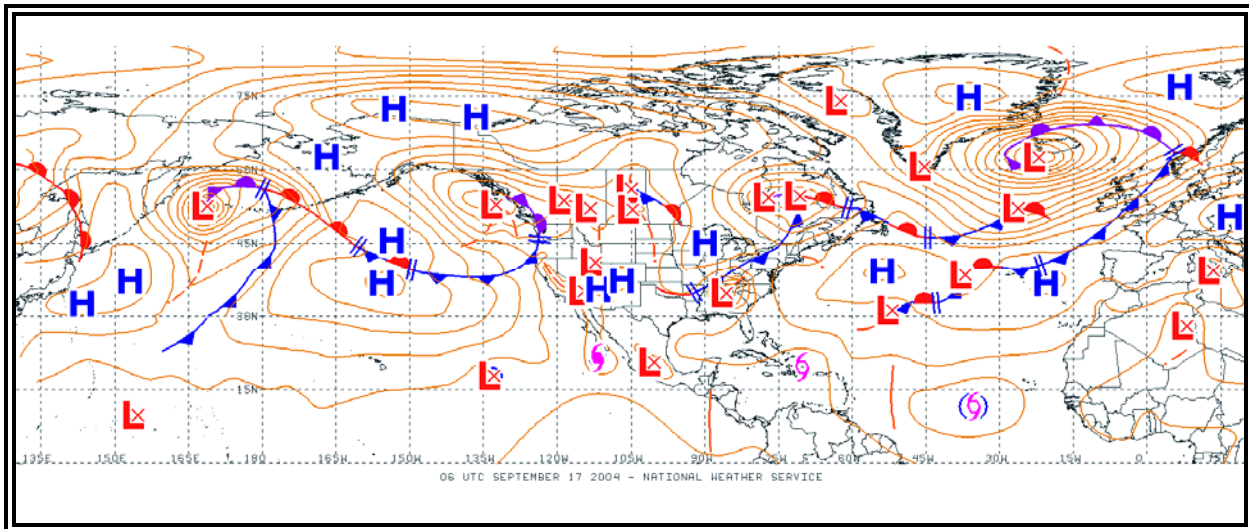 H
H H L H
75N
H L
60N L
L
L L L L L L L L H
H H
45N
L L
H H L H L H H L H
H L
30N
L
L
L
15N
L
135E 150E 165E 180 165W 150W 135W 120W 105W 90W 75W 60W 45W 30W 15W 0 15E
06 UTC SEPTEMBER 17 2004 - NATIONAL WEATHER SERVICE